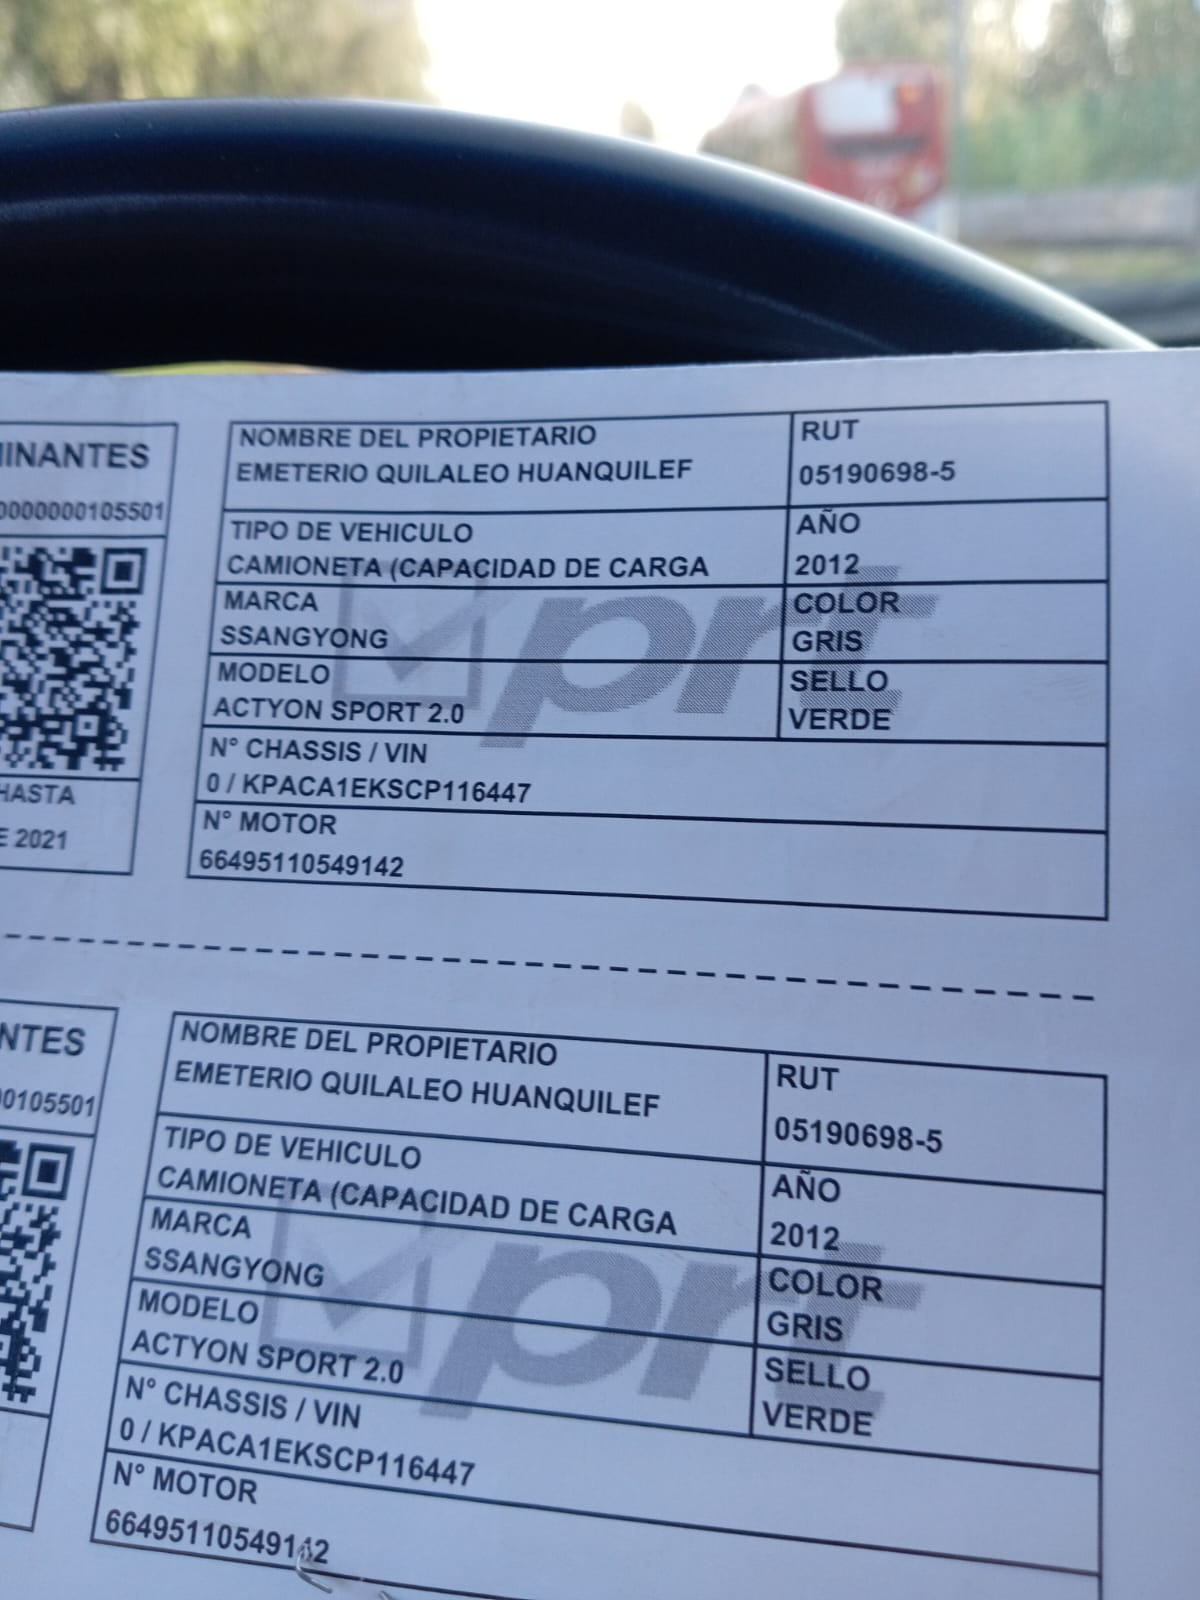 MINANTES
0000000105501
HASTA
E 2021
NOMBRE DEL PROPIETARIO
EMETERIO QUILALEO HUANQUILEF
RUT
05190698-5
TIPO DE VEHICULO
CAMIONETA (CAPACIDAD DE CARGA
AÑO
2012
MARCA
SSANGYONG
COLOR
GRIS
MODELO
ACTYON SPORT 2.0
SELLO
VERDE
N° CHASSIS / VIN
0 / KPACA1EKSCP116447
N° MOTOR
66495110549142
prt
NTES
00105501
NOMBRE DEL PROPIETARIO
EMETERIO QUILALEO HUANQUILEF
RUT
05190698-5
TIPO DE VEHICULO
CAMIONETA (CAPACIDAD DE CARGA
AÑO
2012
MARCA
SSANGYONG
COLOR
GRIS
MODELO
ACTYON SPORT 2.0
SELLO
VERDE
N° CHASSIS / VIN
0 / KPACA1EKSCP116447
N° MOTOR
66495110549142
prt